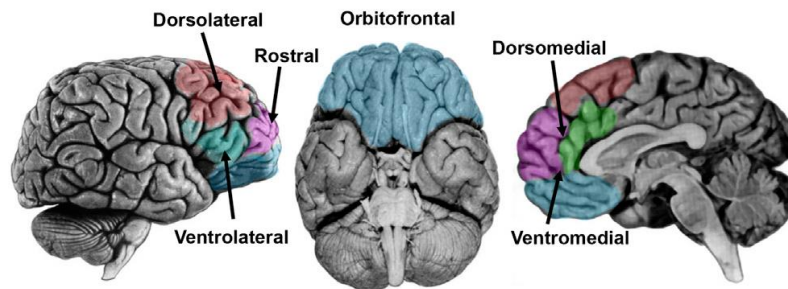 Dorsolateral
Rostral
Ventrolateral
Orbitofrontal
Dorsomedial
Ventromedial